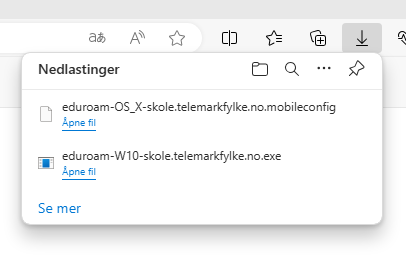 Nedlastinger
eduroam-OS_X-skole.telemarkfylke.no.mobileconfig
Åpne fil
eduroam-W10-skole.telemarkfylke.no.exe
Åpne fil
Se mer